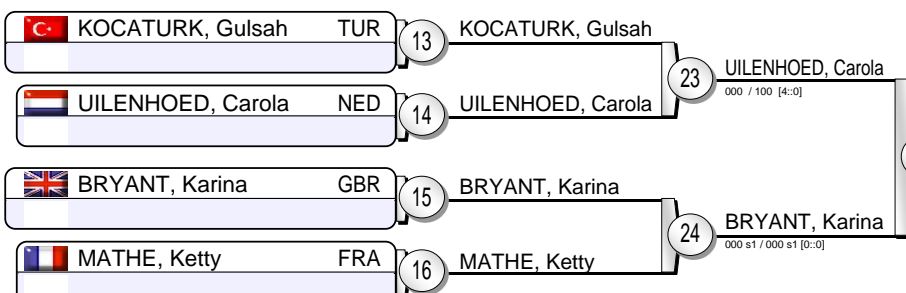 KOCATURK, Gulsah TUR
13
KOCATURK, Gulsah
23
UILENHOED, Carola
000 / 100 [4::0]
UILENHOED, Carola NED
14
UILENHOED, Carola
BRYANT, Karina GBR
15
BRYANT, Karina
24
BRYANT, Karina
000 s1 / 000 s1 [0::0]
MATHE, Ketty FRA
16
MATHE, Ketty